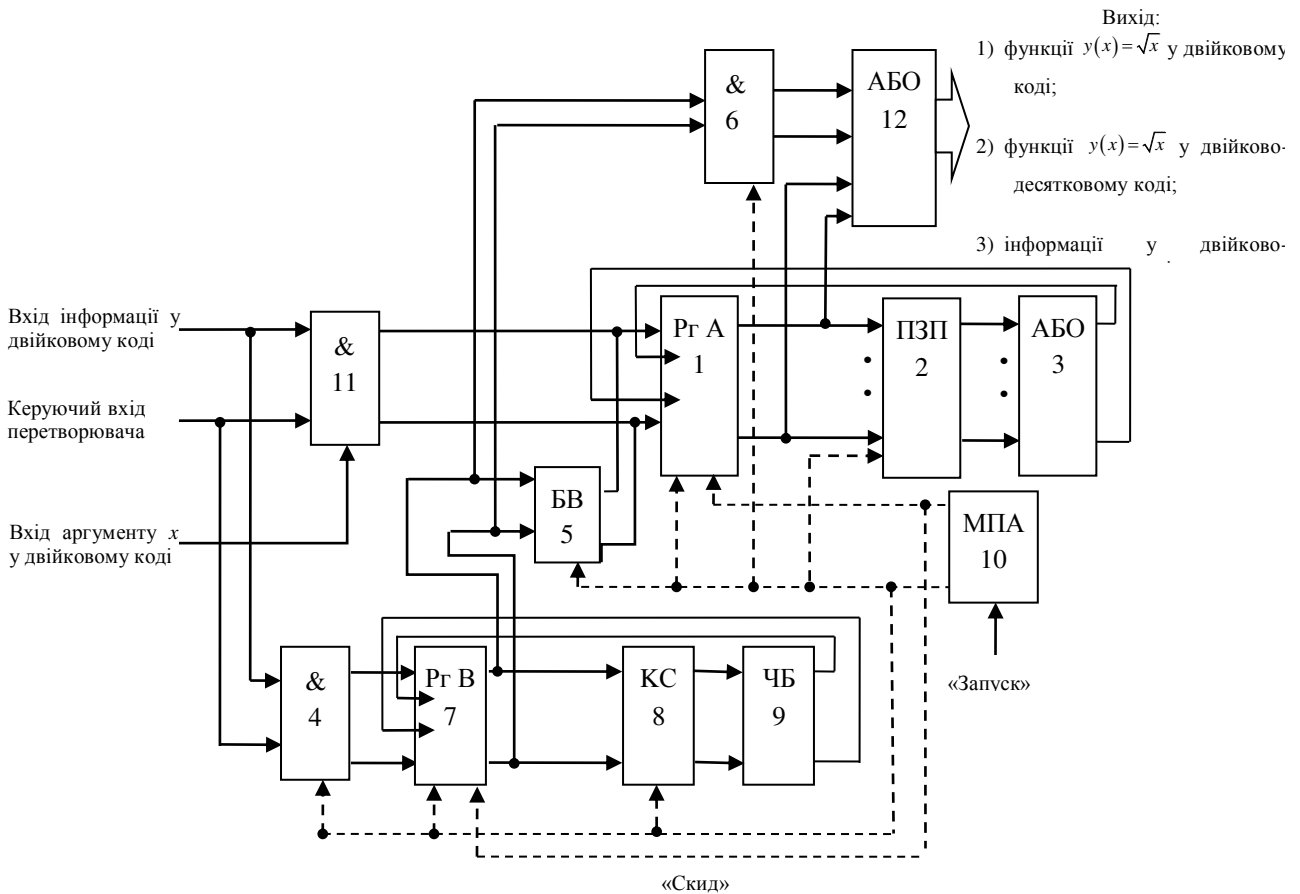 Вихід:
1) функції y(x)=√x у двійковому
коді;
2) функції y(x)=√x у двійково-
десятковому коді;
3) інформації у двійково-
&
6
АБО
12
Вхід інформації у
двійковому коді
&
11
Рг А
1
ПЗП
2
АБО
3
Керуючий вхід
перетворювача
БВ
5
МПА
10
Вхід аргументу x
у двійковому коді
&
4
Рг В
7
КС
8
ЧБ
9
«Запуск»
«Скид»